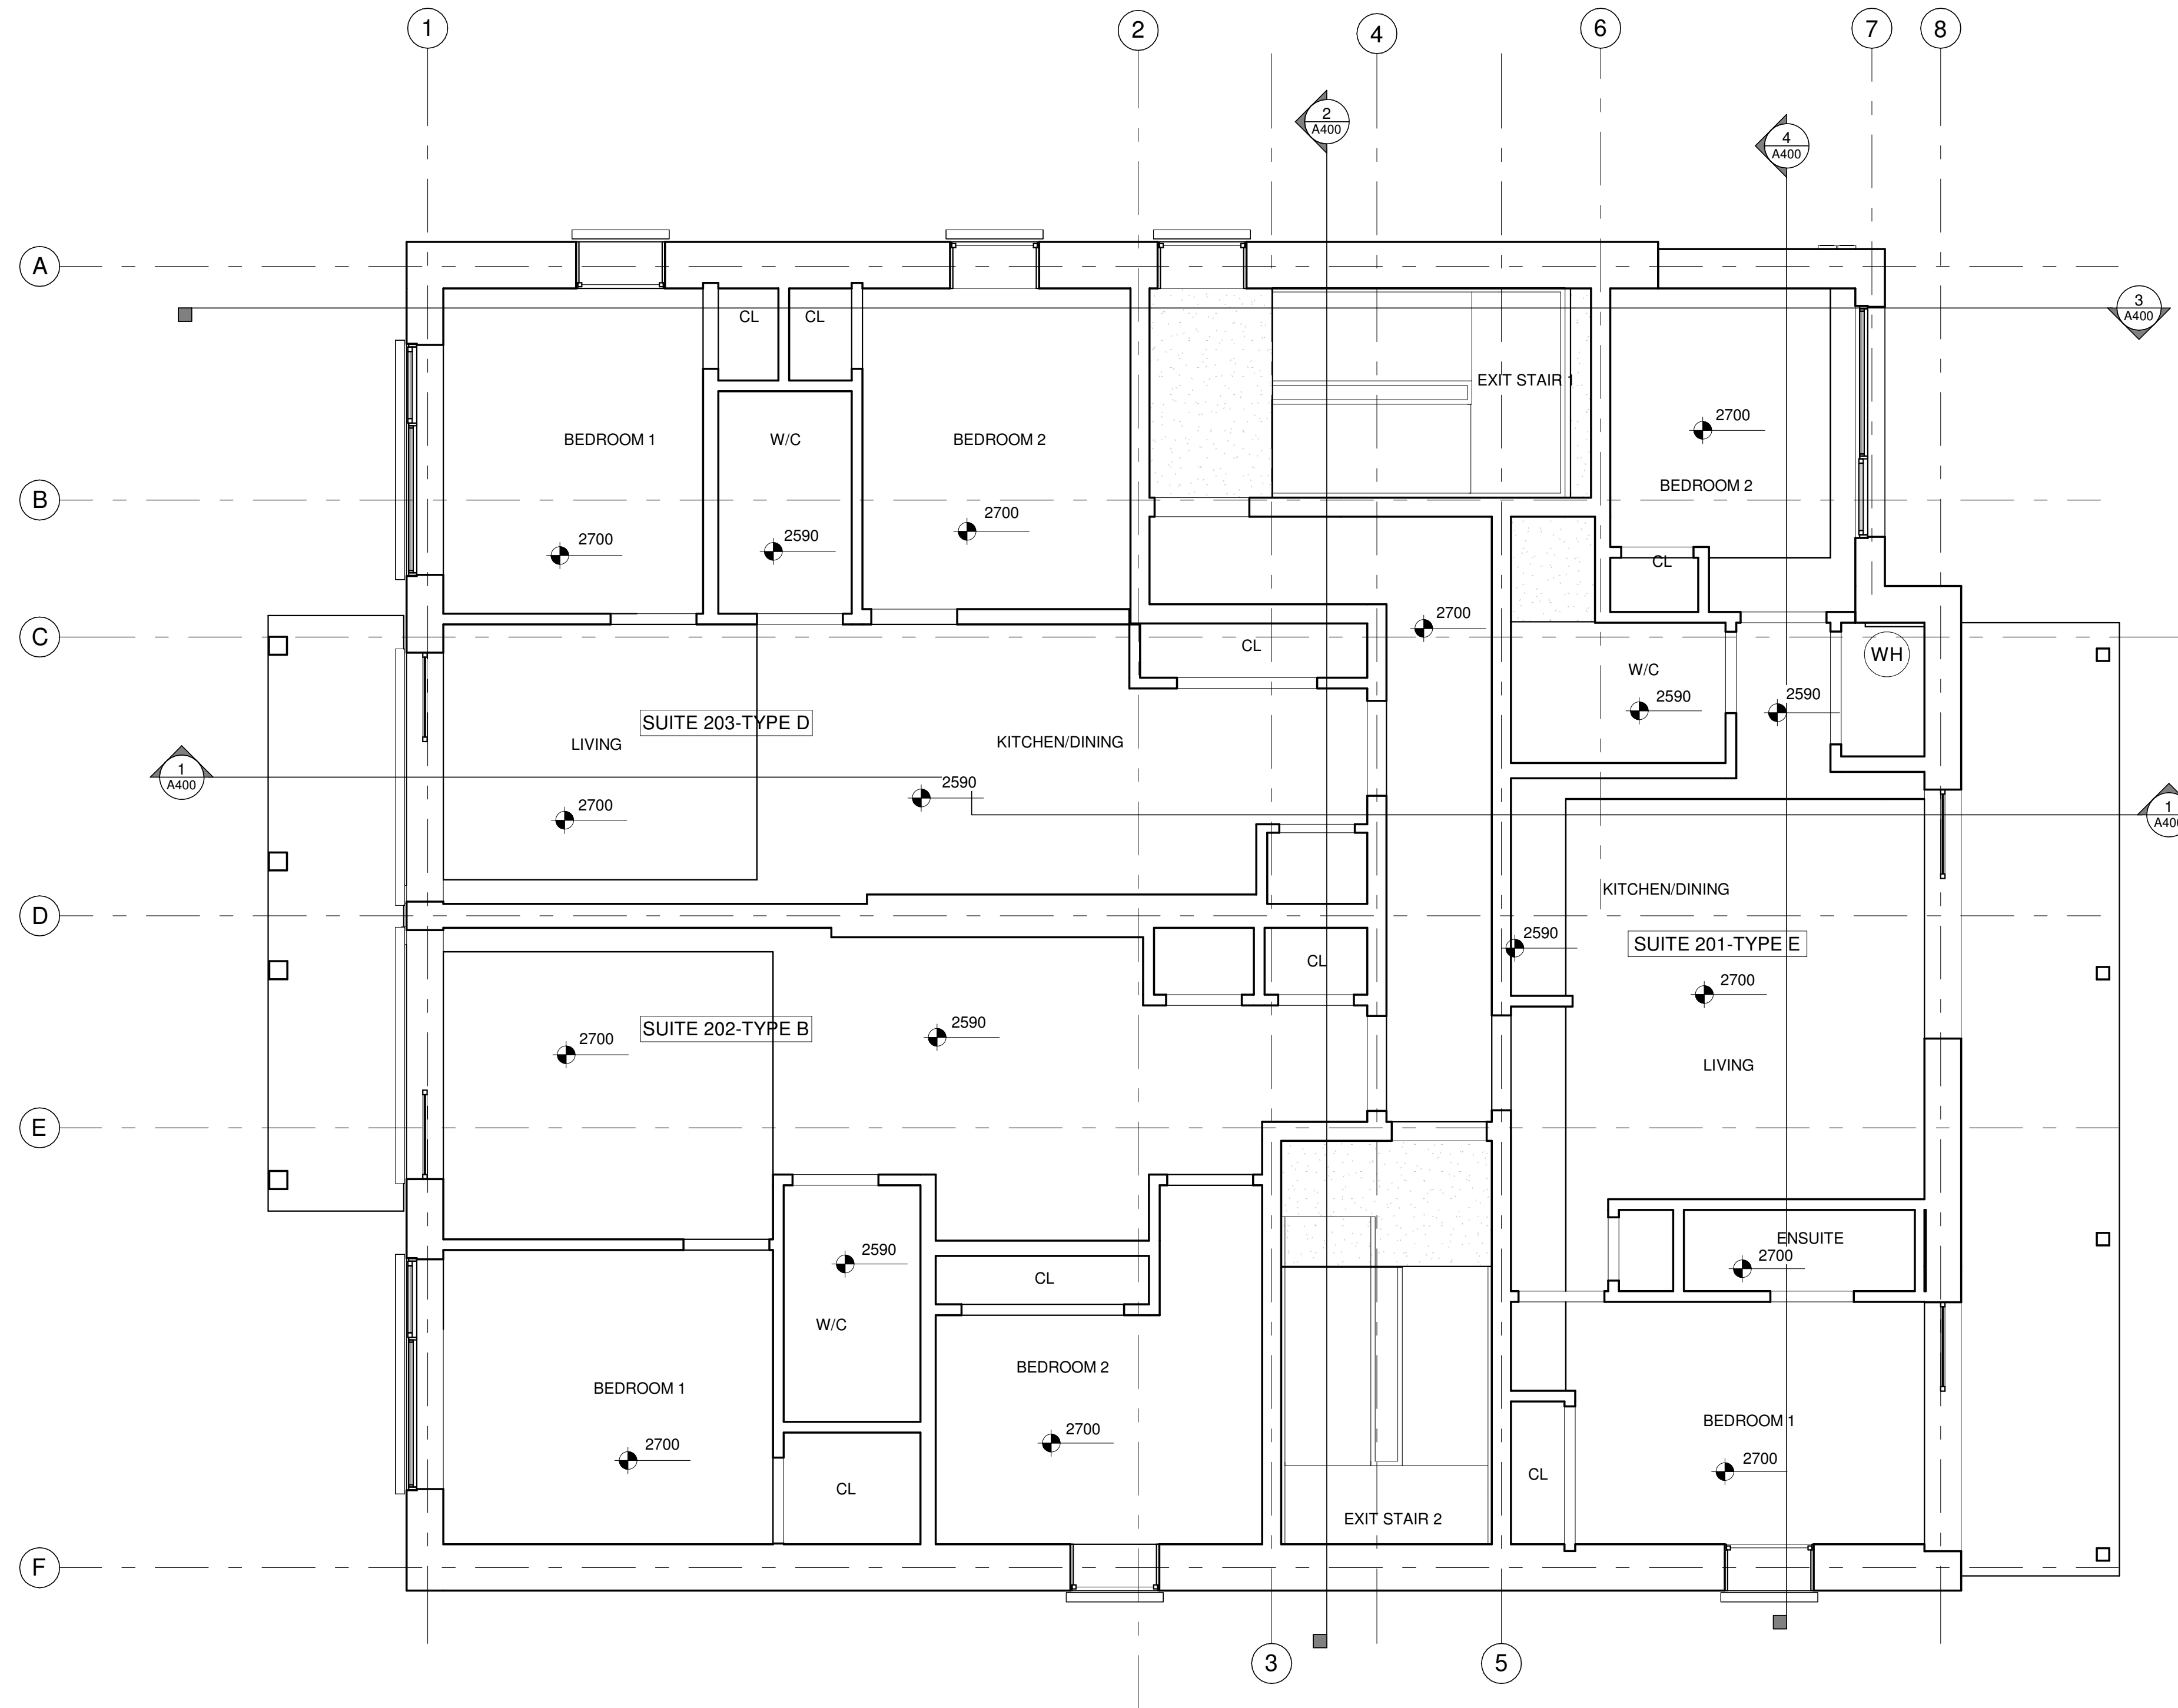 1
2
4
6
7
8
2
A400
4
A400
A
3
A400
CL
CL
EXIT STAIR 1
2700
BEDROOM 1
W/C
BEDROOM 2
BEDROOM 2
B
2700
2590
2700
CL
C
2700
CL
WH
W/C
2590
2590
SUITE 203-TYPE D
LIVING
KITCHEN/DINING
1
A400
2590
2700
1
A400
KITCHEN/DINING
D
2590
SUITE 201-TYPE E
CL
2700
SUITE 202-TYPE B
2700
2590
LIVING
E
ENSUITE
2590
2700
CL
W/C
BEDROOM 2
BEDROOM 1
BEDROOM 1
2700
2700
2700
CL
CL
EXIT STAIR 2
F
3
5